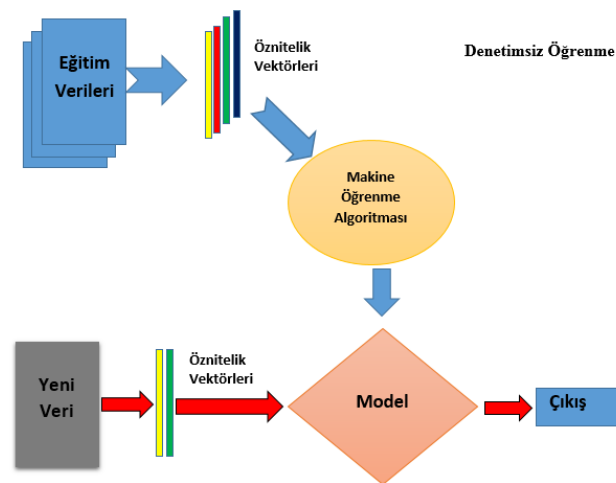 Eğitim
Verileri
Öznitelik
Vektörleri
Denetimsiz Öğrenme
Makine
Öğrenme
Algoritması
Yeni
Veri
Öznitelik
Vektörleri
Model
Çıkış